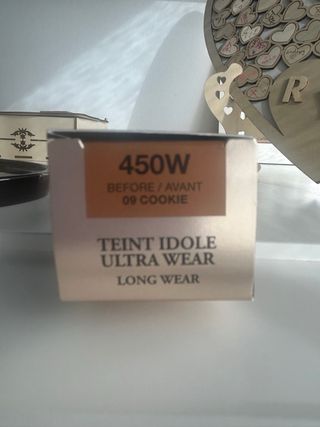 R
450W
BEFORE / AVANT
09 COOKIE
TEINT IDOLE
ULTRA WEAR
LONG WEAR